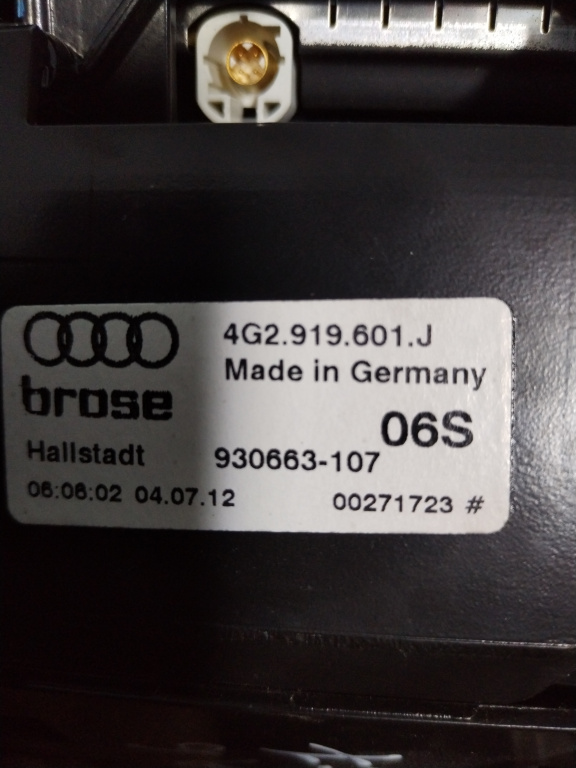 4G2.919.601.J
Made in Germany
brose
06S
Hallstadt 930663-107
06:06:02 04.07.12 00271723 #